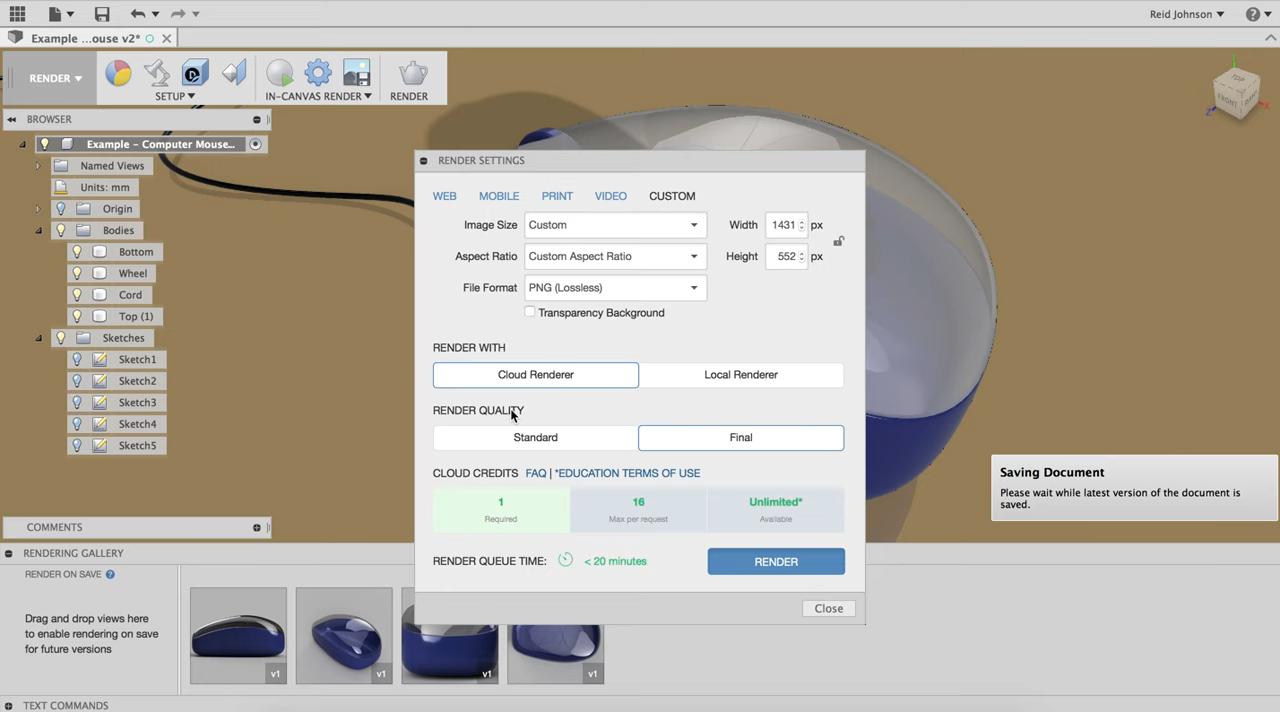 Reid Johnson
Example ...ouse v2*
RENDER
SETUP
IN-CANVAS RENDER
RENDER
TOP
FRONT
Z
X
BROWSER
Example - Computer Mouse...
Named Views
Units: mm
Origin
Bodies
Bottom
Wheel
Cord
Top (1)
Sketches
Sketch1
Sketch2
Sketch3
Sketch4
Sketch5
COMMENTS
RENDER SETTINGS
WEB MOBILE PRINT VIDEO CUSTOM
Image Size Custom Width 1431 px
Aspect Ratio Custom Aspect Ratio Height 552 px
File Format PNG (Lossless)
Transparency Background
RENDER WITH
Cloud Renderer Local Renderer
RENDER QUALITY
Standard Final
CLOUD CREDITS FAQ | *EDUCATION TERMS OF USE
1 16 Unlimited*
Required Max per request Available
RENDER QUEUE TIME: < 20 minutes RENDER
Close
Saving Document
Please wait while latest version of the document is
saved.
RENDERING GALLERY
RENDER ON SAVE ?
Drag and drop views here
to enable rendering on save
for future versions
v1 v1 v1 v1
TEXT COMMANDS